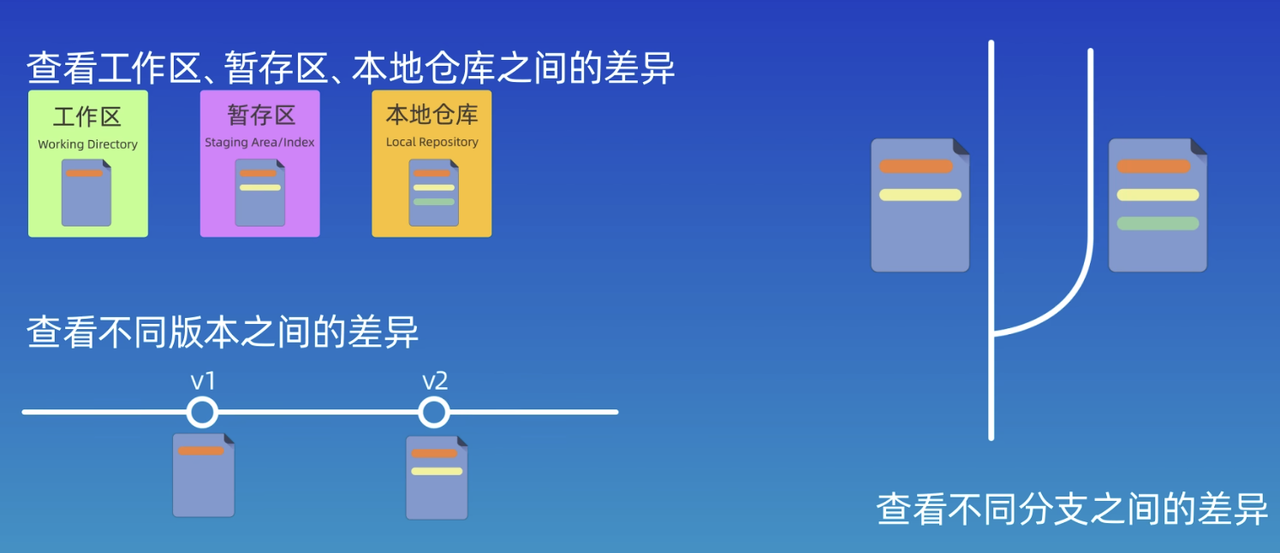 查看工作区、暂存区、本地仓库之间的差异
工作区
Working Directory
暂存区
Staging Area/Index
本地仓库
Local Repository
查看不同版本之间的差异
v1
v2
查看不同分支之间的差异